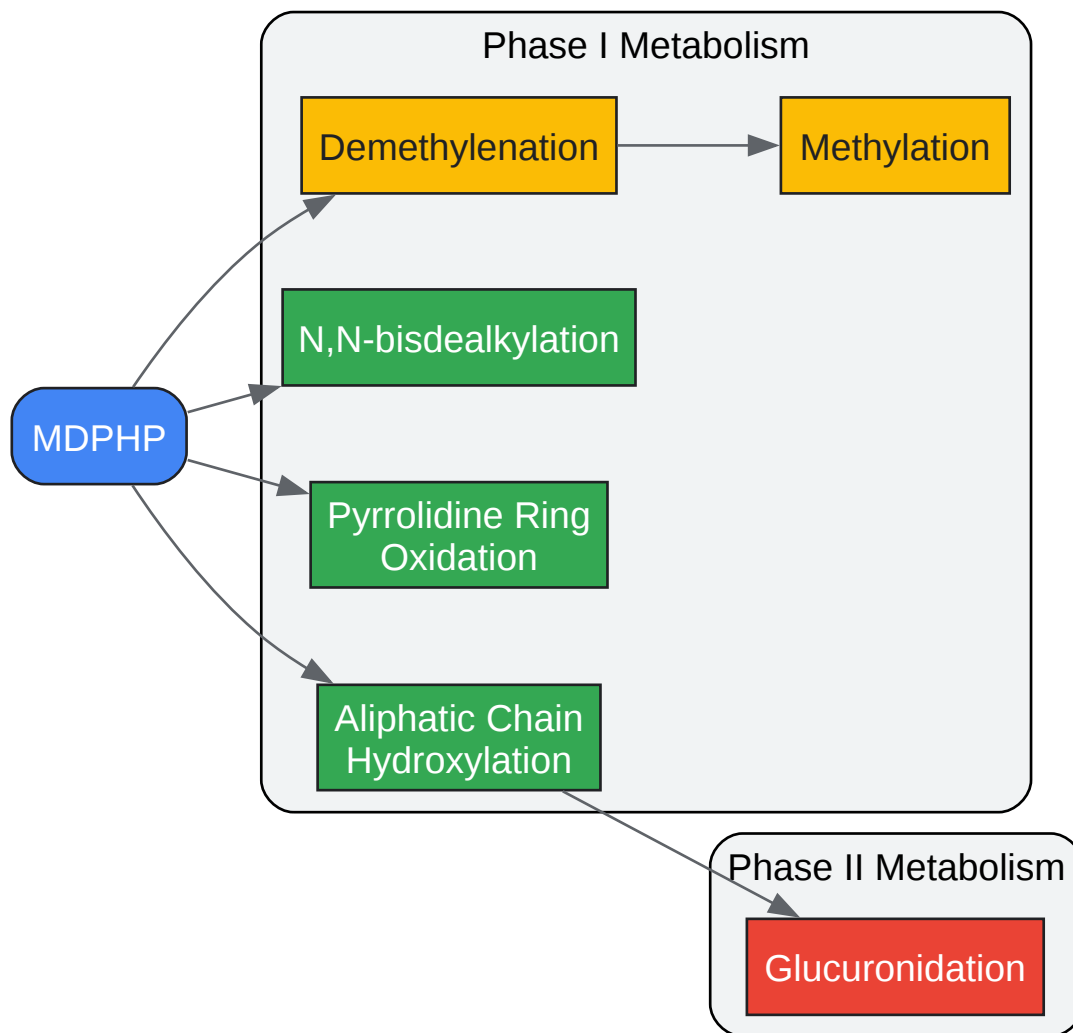 Phase I Metabolism
Demethylenation
Methylation
N,N-bisdealkylation
MDPHP
Pyrrolidine Ring
Oxidation
Aliphatic Chain
Hydroxylation
Phase II Metabolism
Glucuronidation